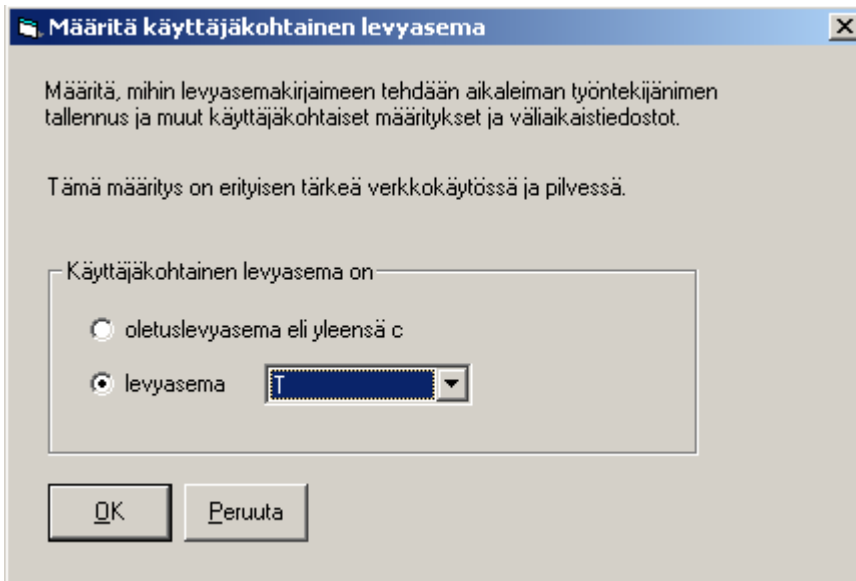 Määritä käyttäjäkohtainen levyasema
Määritä, mihin levyasemakirjaimeen tehdään aikaleiman työntekijänimen
tallennus ja muut käyttäjäkohtaiset määritykset ja väliaikaistiedostot.
Tämä määritys on erityisen tärkeä verkkokäytössä ja pilvessä.
Käyttäjäkohtainen levyasema on
oletuslevyasema eli yleensä c
levyasema T
OK Peruuta